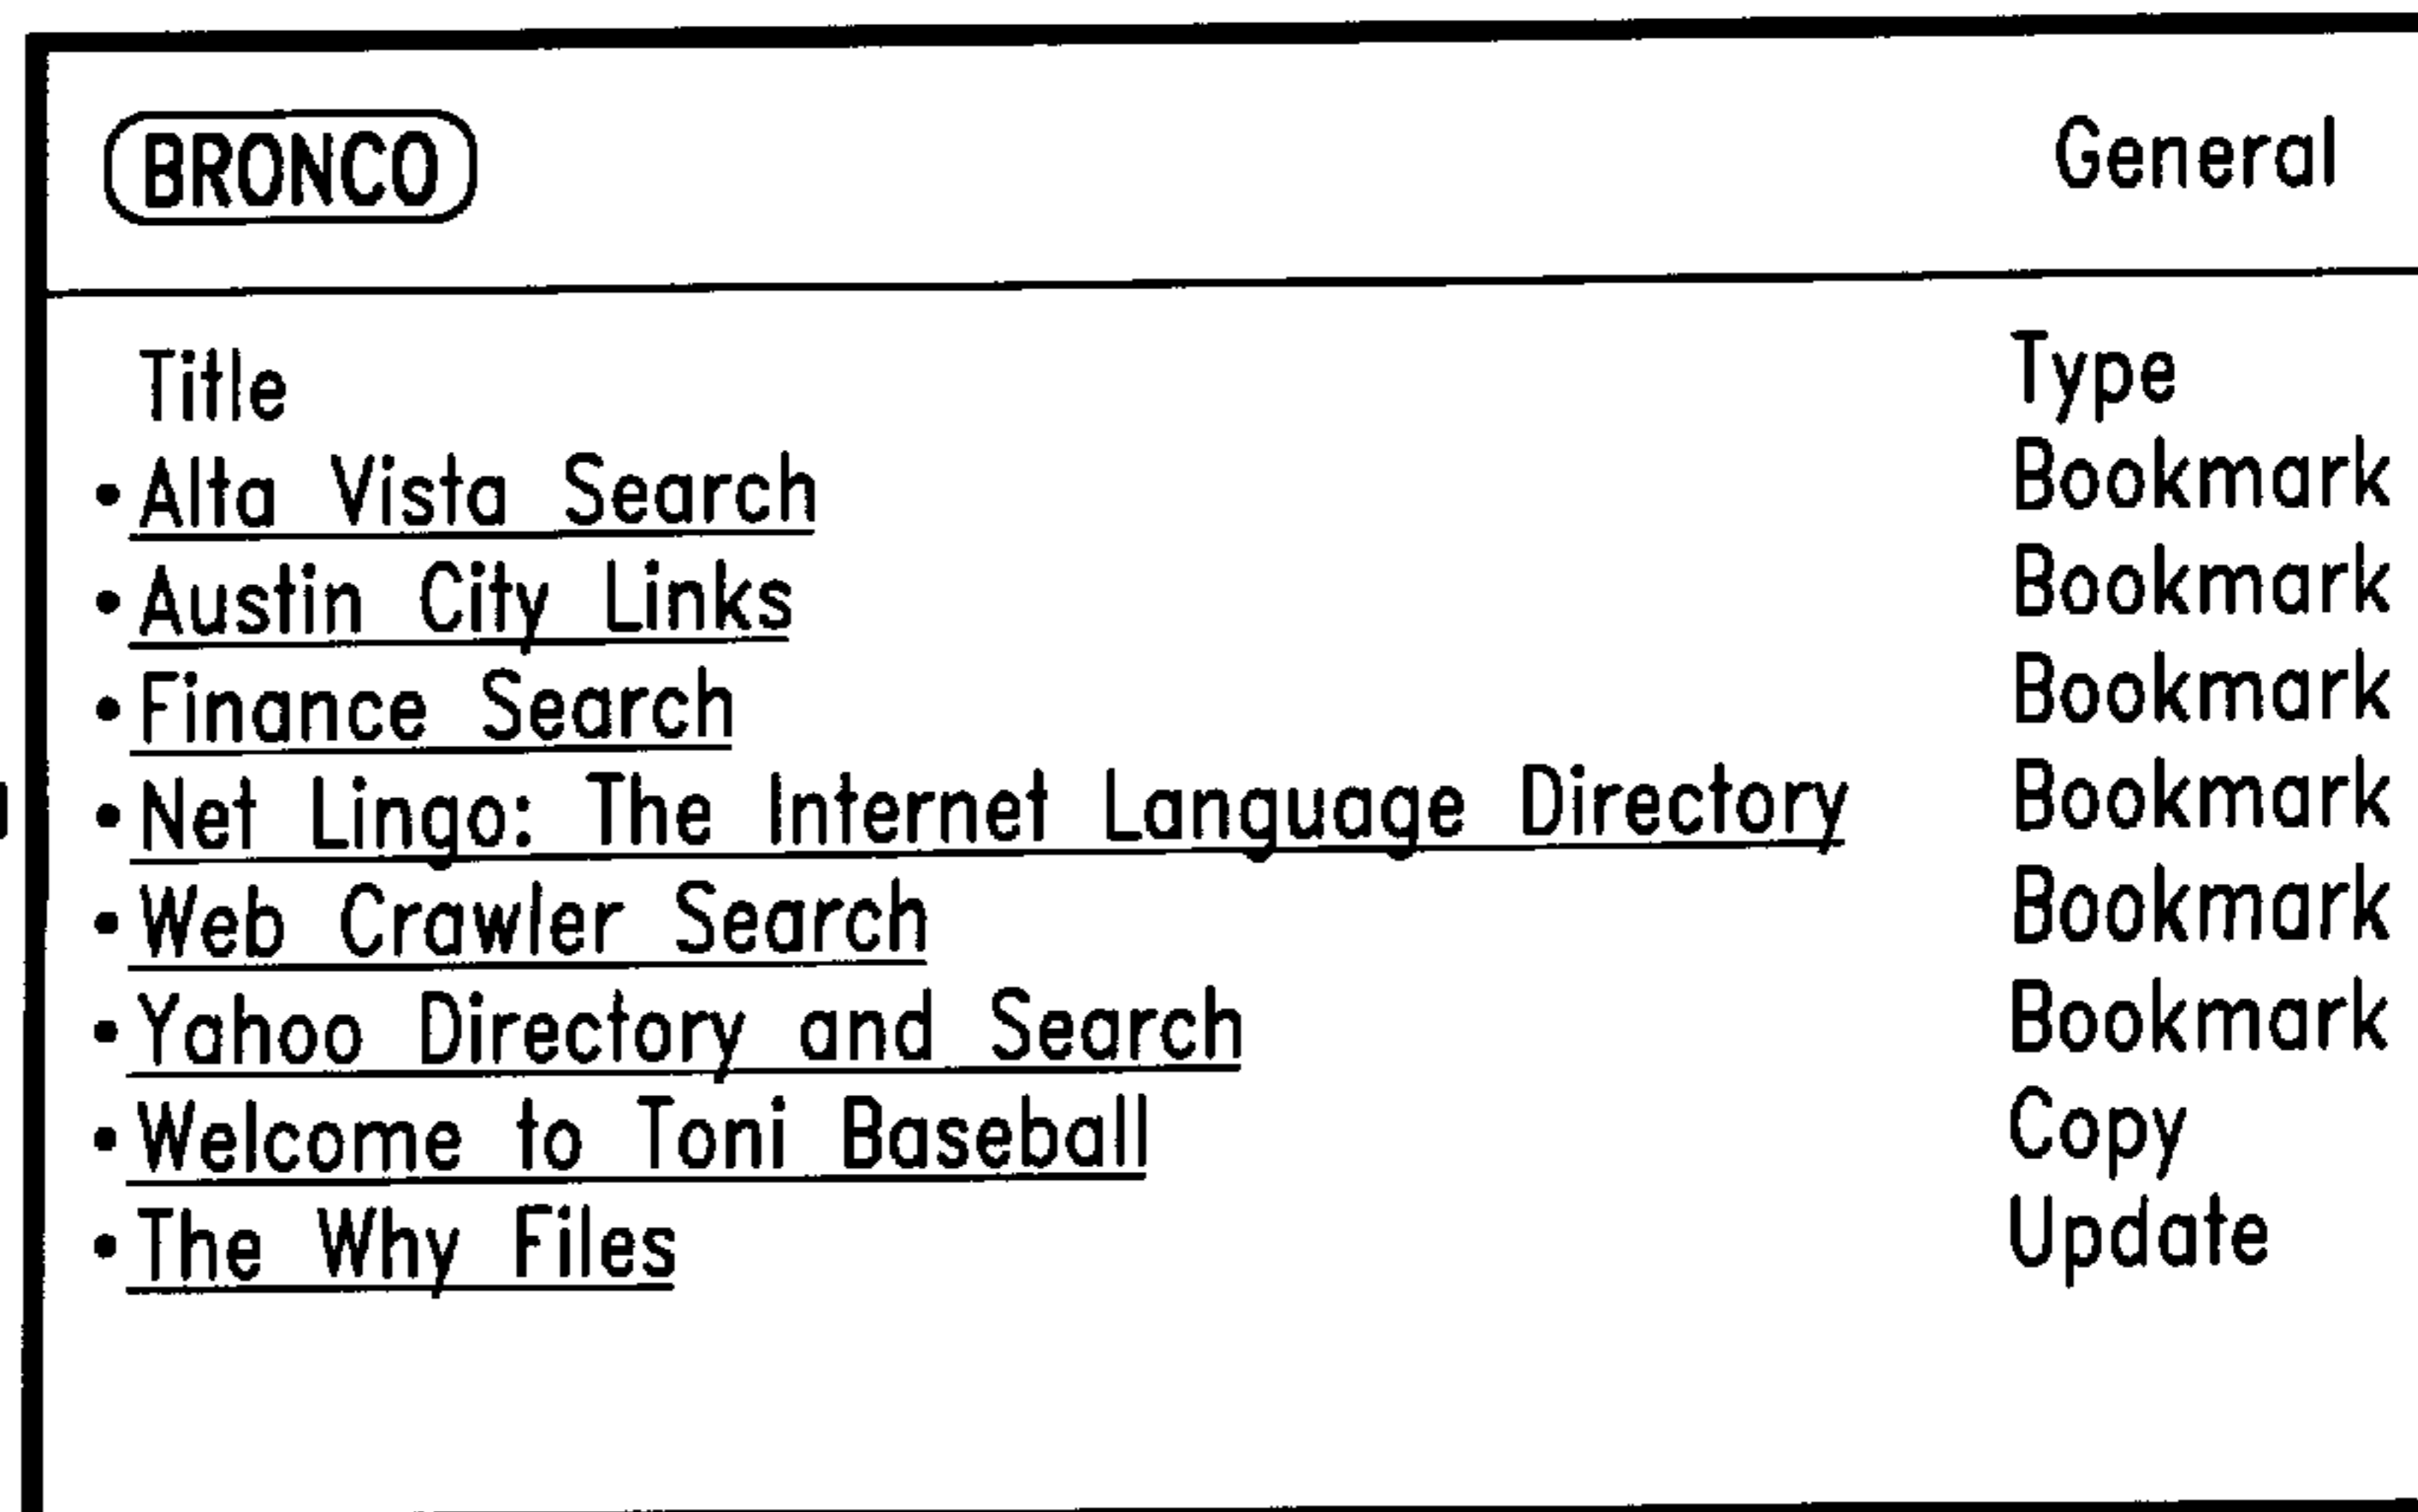 BRONCO General
Title Type
• Alta Vista Search Bookmark
• Austin City Links Bookmark
• Finance Search Bookmark
• Net Lingo: The Internet Language Directory Bookmark
• Web Crawler Search Bookmark
• Yahoo Directory and Search Bookmark
• Welcome to Toni Baseball Copy
• The Why Files Update